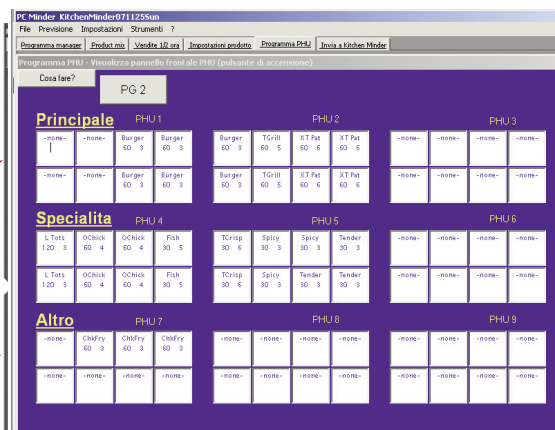 PC Minder KitchenMinder0711255un
File Previsione Impostazioni Strumenti ?
Programma manager Product mix Vendite 1/2 ora Impostazioni prodotto Programma PHU Invia a Kitchen Minder
Programma PHU - Visualizza pannello frontale PHU (pulsante di accensione)
Cosa fare?
PG 2
Principale PHU 1 PHU 2 PHU 3
-none- -none- Burger Burger Burger TGrill XT Pat XT Pat -none- -none- -none- -none-
60 3 60 3 60 3 60 5 60 6 60 6
-none- -none- Burger Burger Burger TGrill XT Pat XT Pat -none- -none- -none- -none-
60 3 60 3 60 3 60 5 60 6 60 6
Specialita PHU 4 PHU 5 PHU 6
L Tots OChick OChick Fish TCrisp Spicy Spicy Tender -none- -none- -none- -none-
120 3 60 4 60 4 30 5 30 3 30 3 30 3 30 3
L Tots OChick OChick Fish TCrisp Spicy Tender Tender -none- -none- -none- -none-
120 3 60 4 60 4 30 5 30 3 30 3 30 3 30 3
Altro PHU 7 PHU 8 PHU 9
-none- ChkFry ChkFry ChkFry -none- -none- -none- -none- -none- -none- -none- -none-
60 3 60 3 60 3
-none- -none- -none- -none- -none- -none- -none- -none- -none- -none- -none- -none-